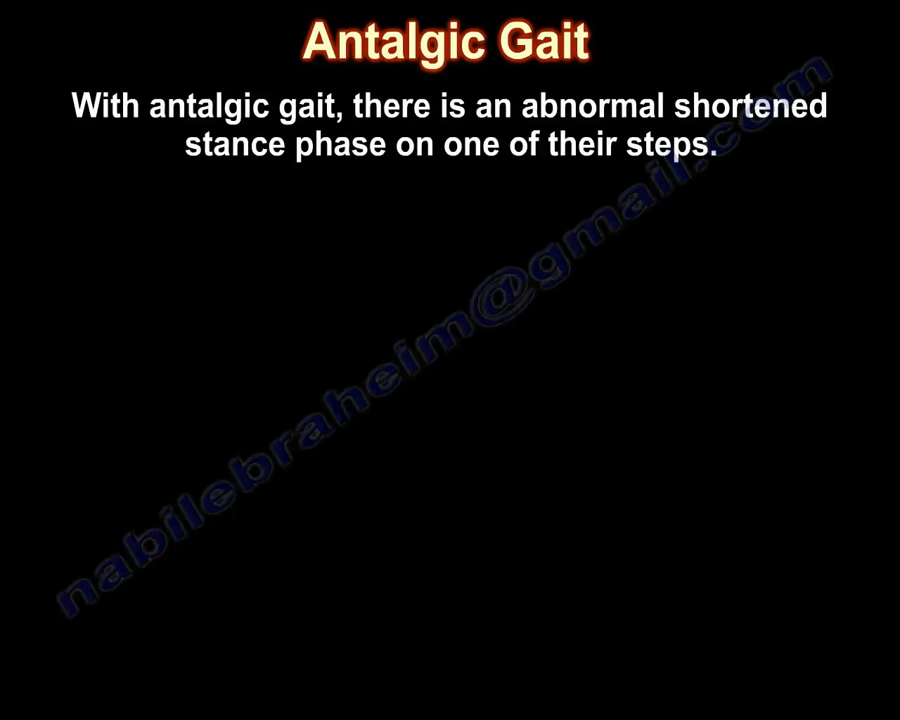 Antalgic Gait
With antalgic gait, there is an abnormal shortened
stance phase on one of their steps.
nabilebraheim@gmail.com